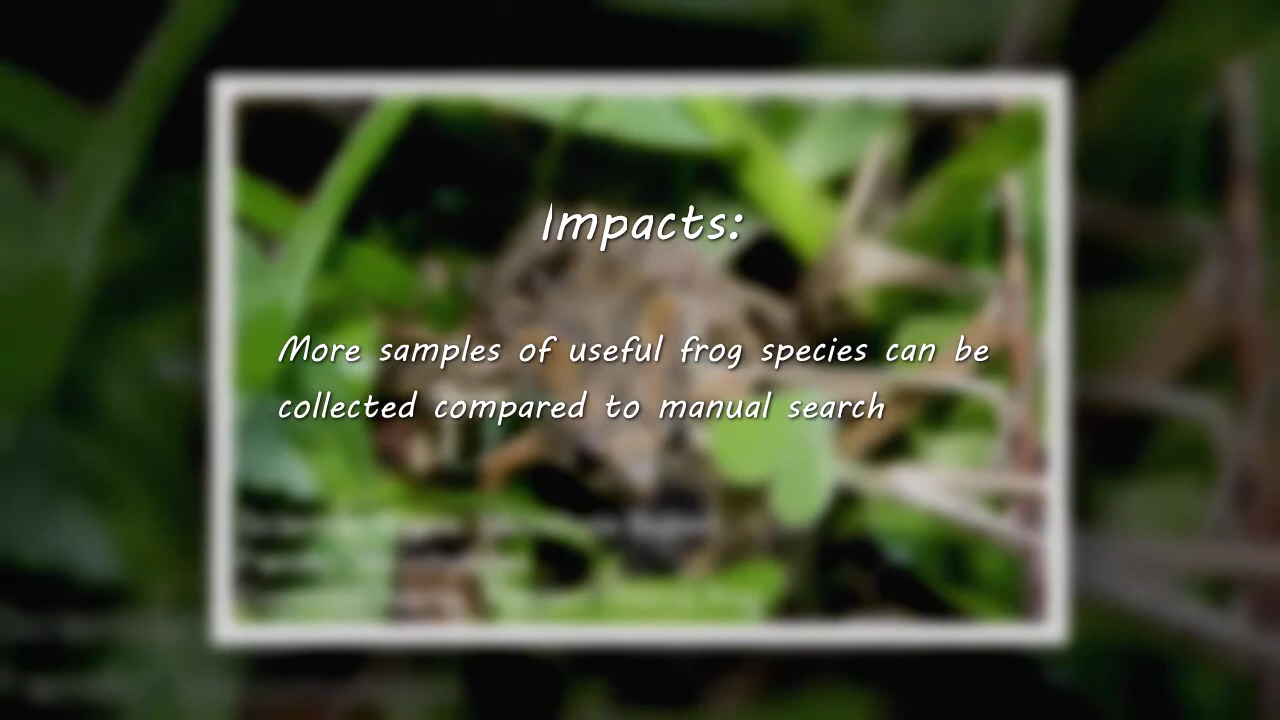 Impacts:
More samples of useful frog species can be
collected compared to manual search